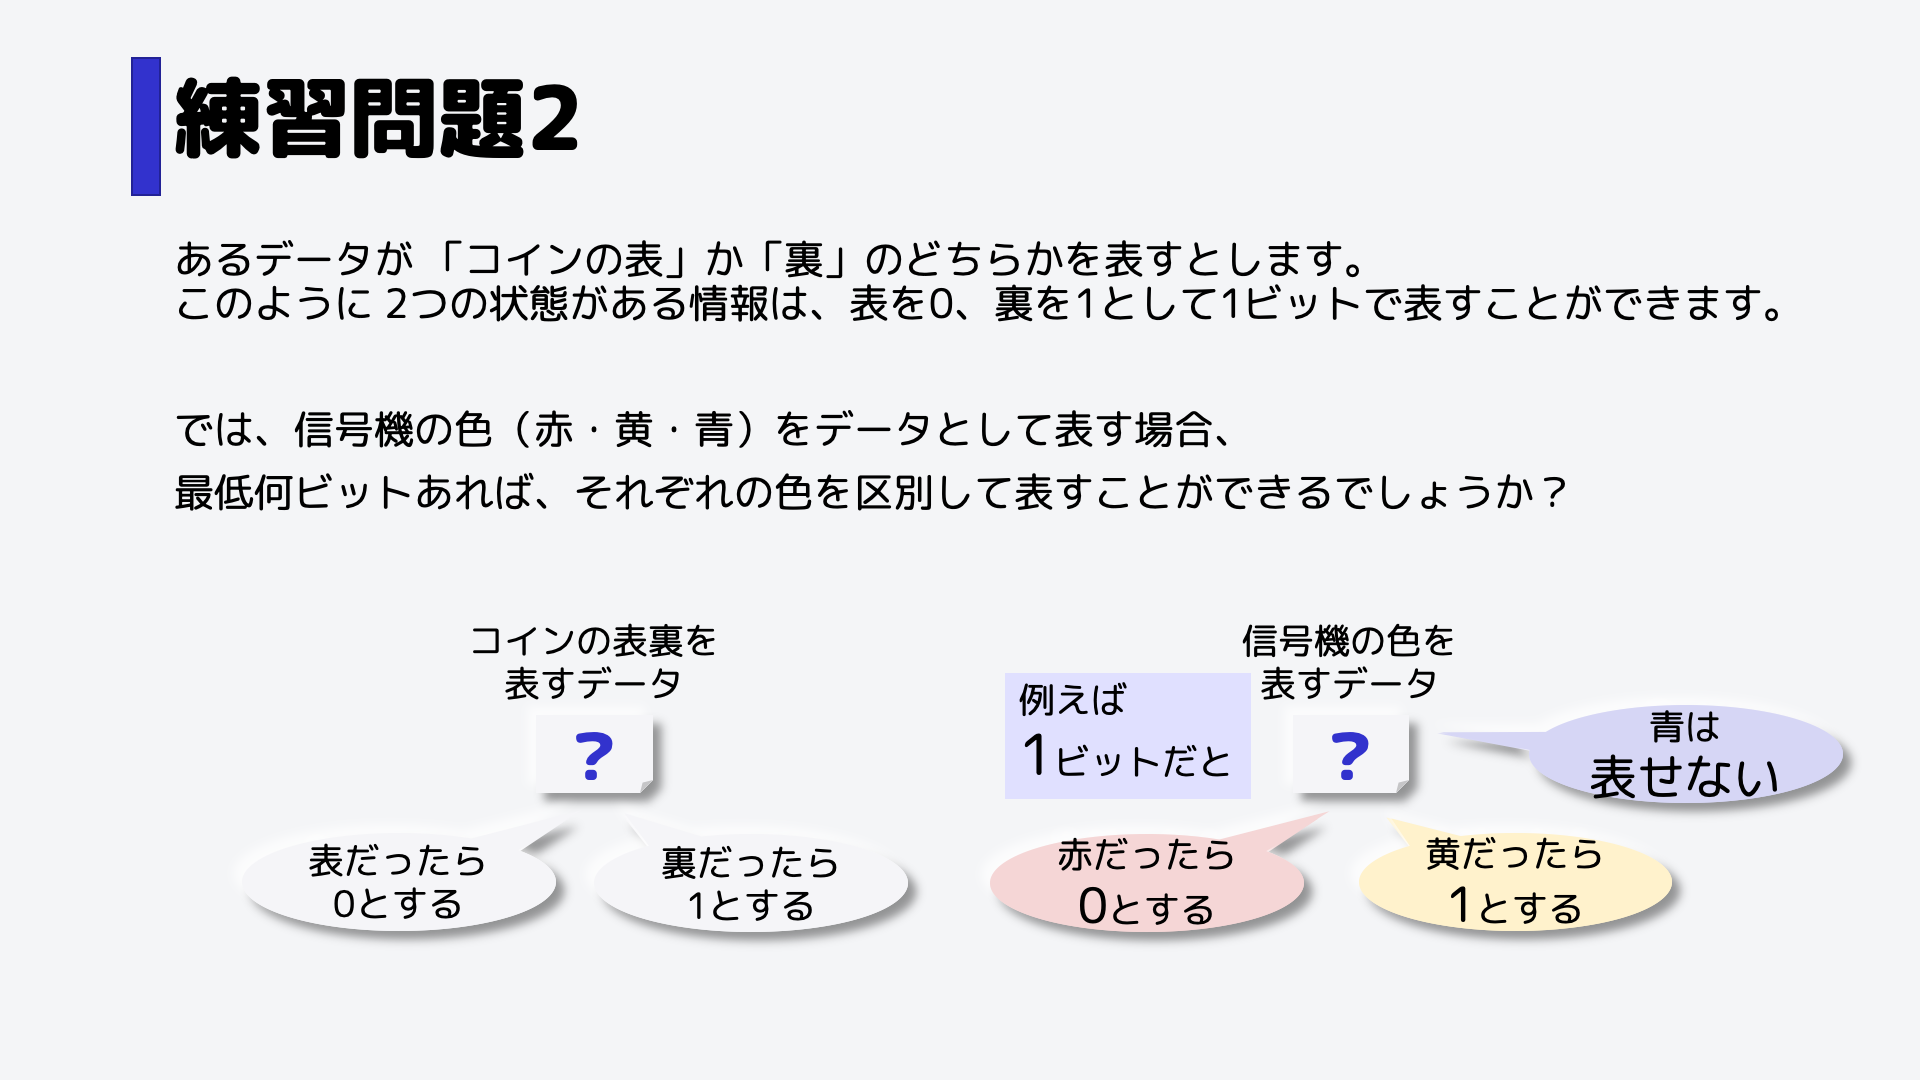 練習問題2
あるデータが 「コインの表」か「裏」のどちらかを表すとします。
このように 2つの状態がある情報は、表を0、裏を1として1ビットで表すことができます。
では、信号機の色（赤・黄・青）をデータとして表す場合、
最低何ビットあれば、それぞれの色を区別して表すことができるでしょうか？
コインの表裏を
表すデータ
?
表だったら
0とする
裏だったら
1とする
信号機の色を
表すデータ
例えば
1ビットだと
?
青は
表せない
赤だったら
0とする
黄だったら
1とする